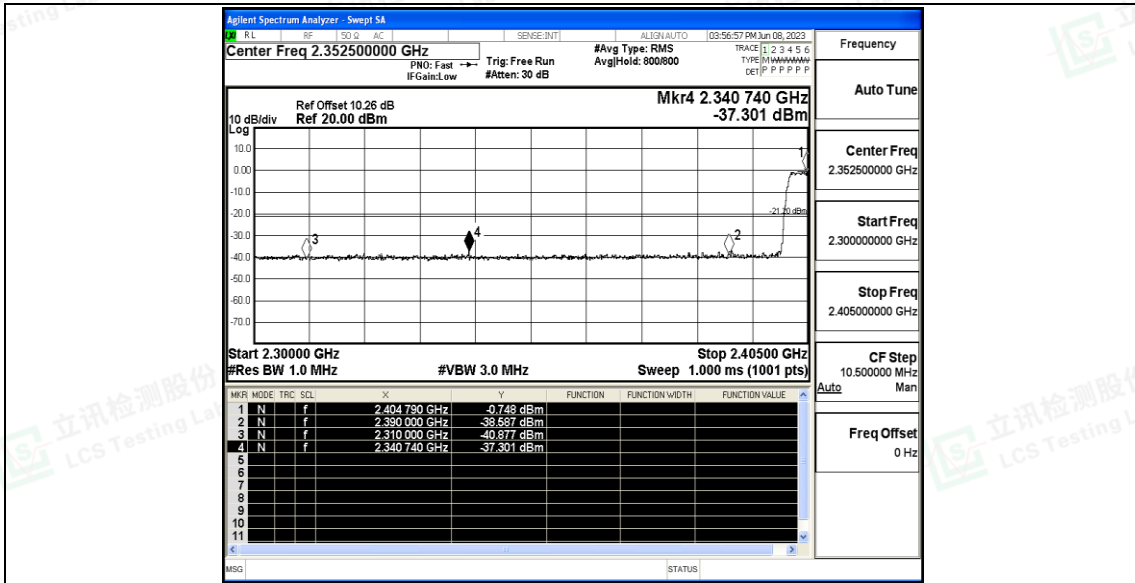 Agilent Spectrum Analyzer - Swept SA
RL RF 50 Ω AC SENSE:INT ALIGN AUTO 03:56:57 PM Jun 08, 2023
Center Freq 2.352500000 GHz #Avg Type: RMS TRACE 1 2 3 4 5 6
PNO: Fast Trig: Free Run Avg|Hold: 800/800 TYPE M
IFGain:Low #Atten: 30 dB DET P P P P P P
Mkr4 2.340 740 GHz
-37.301 dBm
Ref Offset 10.26 dB
10 dB/div Ref 20.00 dBm
Log
10.0
0.00
-10.0
-20.0
-30.0
-40.0
-50.0
-60.0
-70.0
1
-21.20 dBm
3
4
2
Start 2.30000 GHz Stop 2.40500 GHz
#Res BW 1.0 MHz #VBW 3.0 MHz Sweep 1.000 ms (1001 pts)
MKR MODE TRC SCL X Y FUNCTION FUNCTION WIDTH FUNCTION VALUE
1 N f 2.404 790 GHz -0.748 dBm
2 N f 2.390 000 GHz -38.587 dBm
3 N f 2.310 000 GHz -40.877 dBm
4 N f 2.340 740 GHz -37.301 dBm
5
6
7
8
9
10
11
MSG STATUS
Frequency
Auto Tune
Center Freq
2.352500000 GHz
Start Freq
2.300000000 GHz
Stop Freq
2.405000000 GHz
CF Step
10.500000 MHz
Auto Man
Freq Offset
0 Hz
立讯检测股份
LCS Testing Lab
立讯检测股份
LCS Testing L